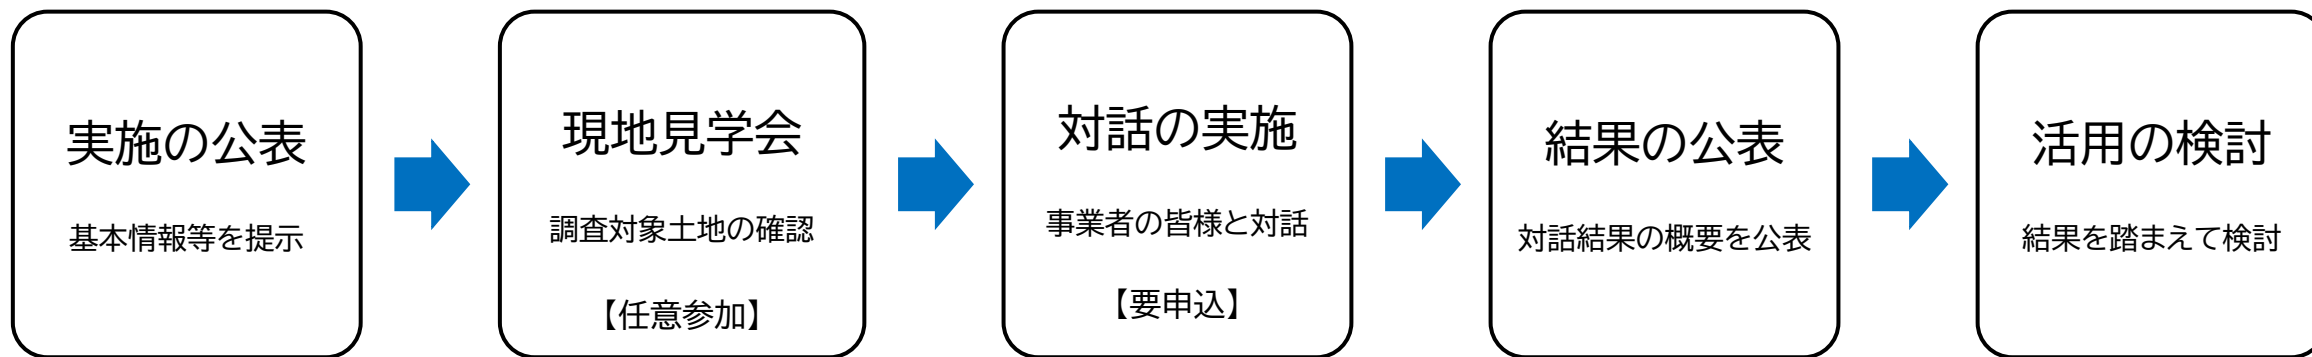 実施の公表
基本情報等を提示
現地見学会
調査対象土地の確認
【任意参加】
対話の実施
事業者の皆様と対話
【要申込】
結果の公表
対話結果の概要を公表
活用の検討
結果を踏まえて検討